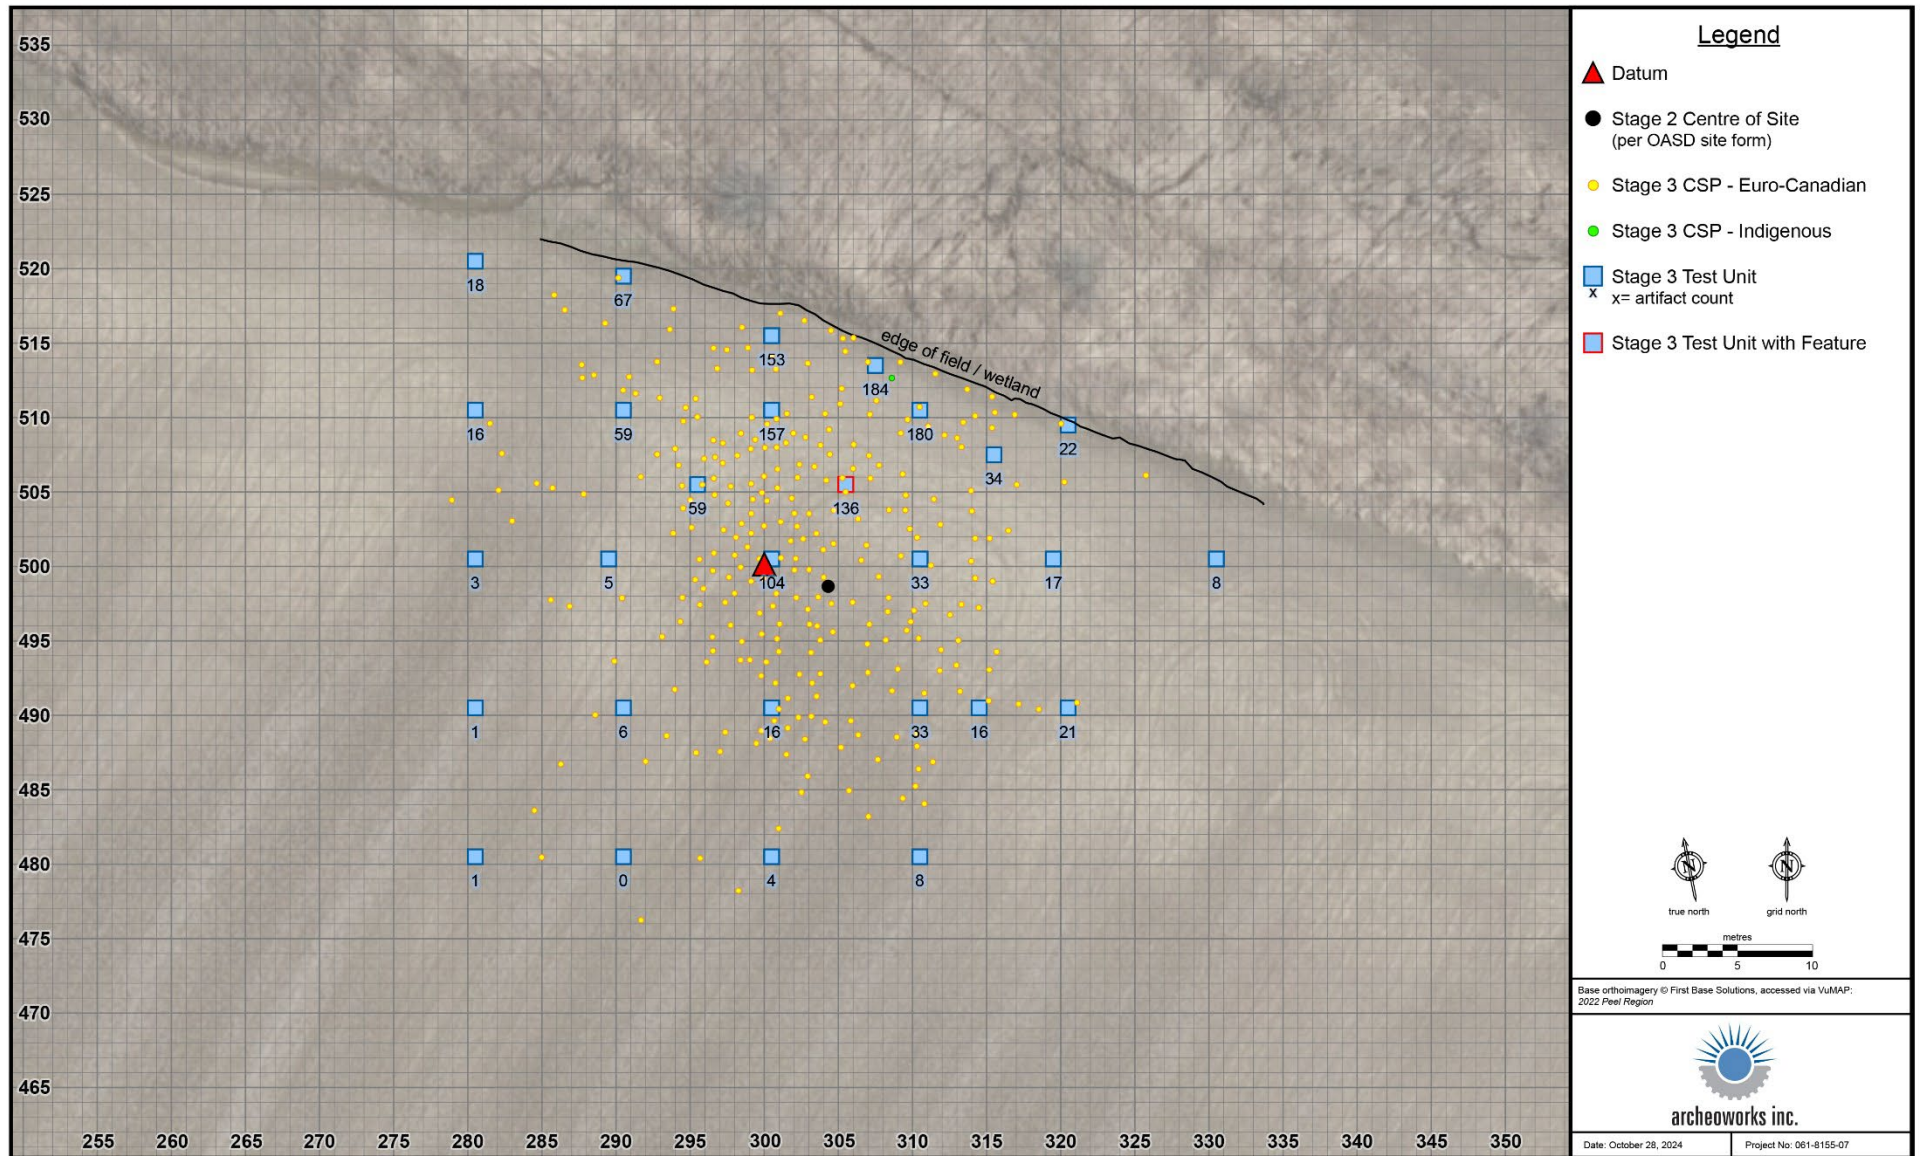 535
530
525
520
515
510
505
500
495
490
485
480
475
470
465
255 260 265 270 275 280 285 290 295 300 305 310 315 320 325 330 335 340 345 350
18
67
153
edge of field / wetland
184
16
59
157
180
22
34
59
136
3
5
104
33
17
8
1
6
16
33
16
21
1
0
4
8
Legend
Datum
Stage 2 Centre of Site
(per OASD site form)
Stage 3 CSP - Euro-Canadian
Stage 3 CSP - Indigenous
Stage 3 Test Unit
x x= artifact count
Stage 3 Test Unit with Feature
N N
true north grid north
metres
0 5 10
Base orthoimagery © First Base Solutions, accessed via VuMAP:
2022 Peel Region
archeoworks inc.
Date: October 28, 2024 Project No: 061-8155-07